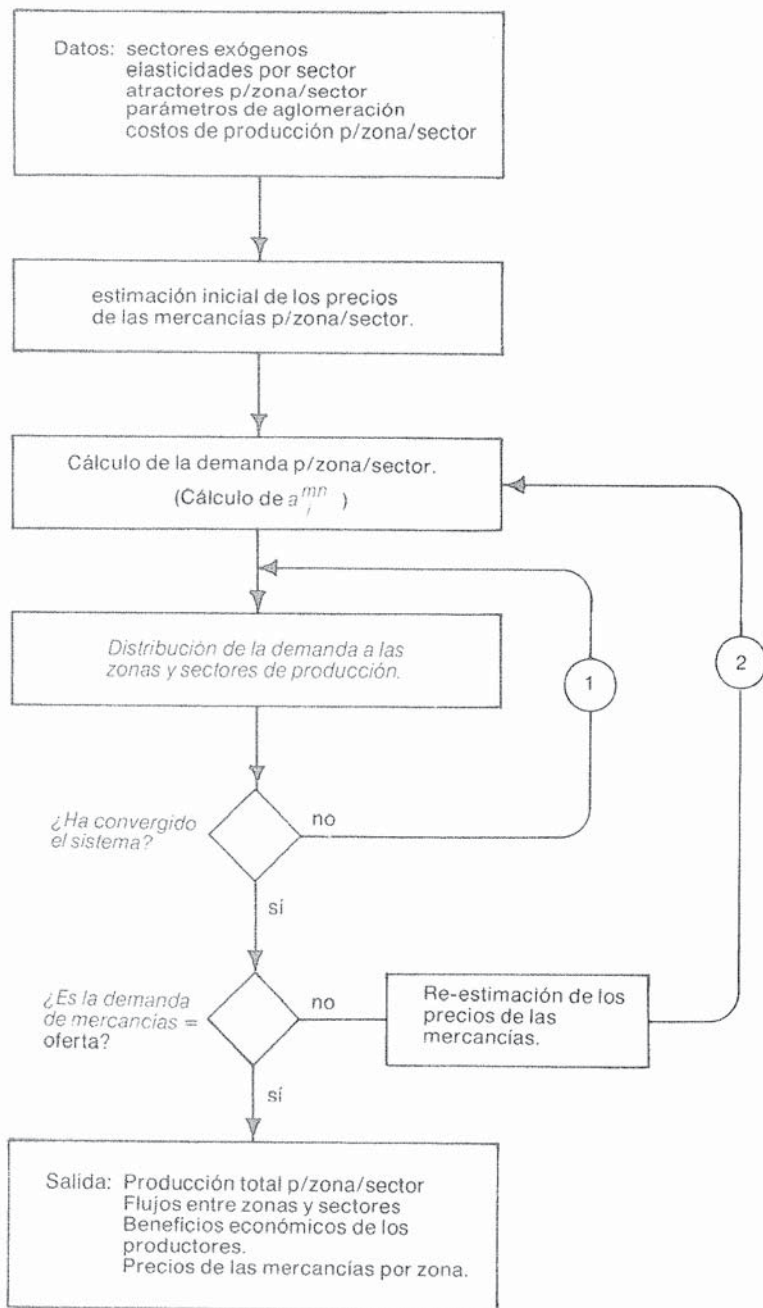 Datos: sectores exógenos
elasticidades por sector
atractores p/zona/sector
parámetros de aglomeración
costos de producción p/zona/sector
estimación inicial de los precios
de las mercancías p/zona/sector.
Cálculo de la demanda p/zona/sector.
(Cálculo de a_i^{mn})
Distribución de la demanda a las
zonas y sectores de producción.
1
2
¿Ha convergido
el sistema?
no
sí
¿Es la demanda
de mercancías =
oferta?
no
Re-estimación de los
precios de las
mercancías.
sí
Salida: Producción total p/zona/sector
Flujos entre zonas y sectores
Beneficios económicos de los
productores.
Precios de las mercancías por zona.